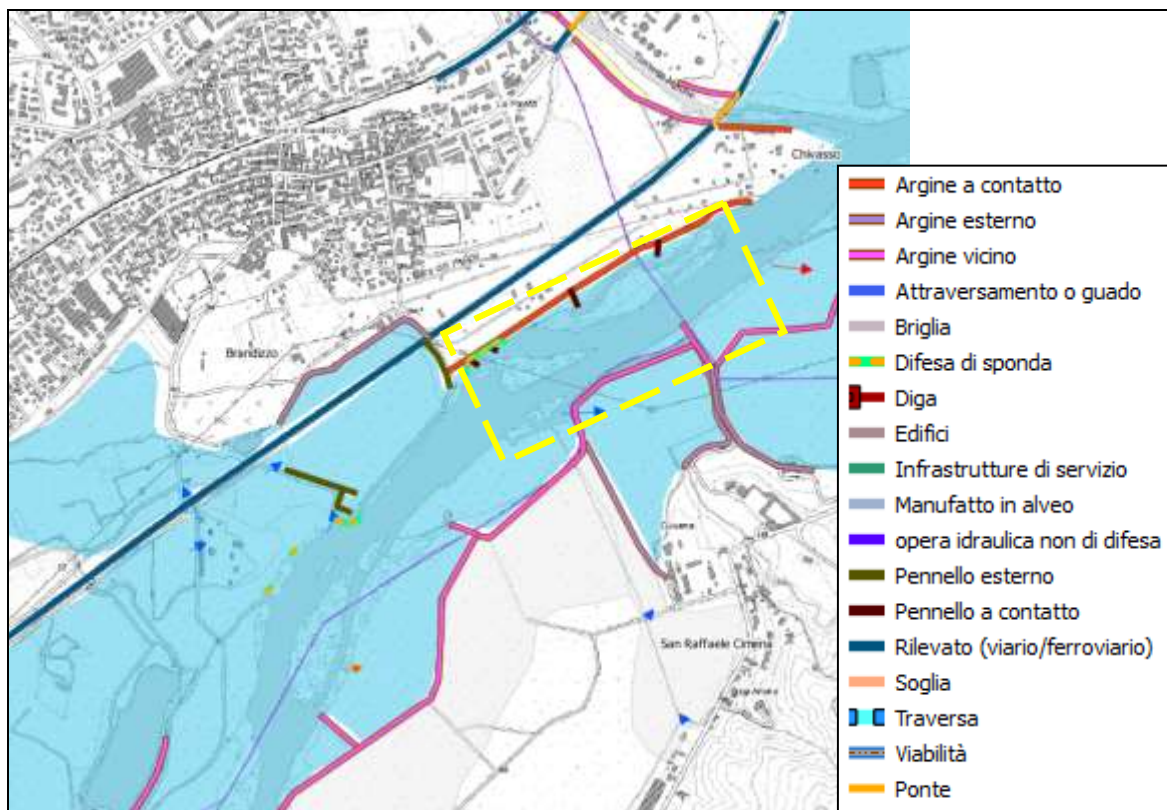 Chivasso
Brandizzo
San Raffaele Cimena
Argine a contatto
Argine esterno
Argine vicino
Attraversamento o guado
Briglia
Difesa di sponda
Diga
Edifici
Infrastrutture di servizio
Manufatto in alveo
opera idraulica non di difesa
Pennello esterno
Pennello a contatto
Rilevato (viario/ferroviario)
Soglia
Traversa
Viabilità
Ponte